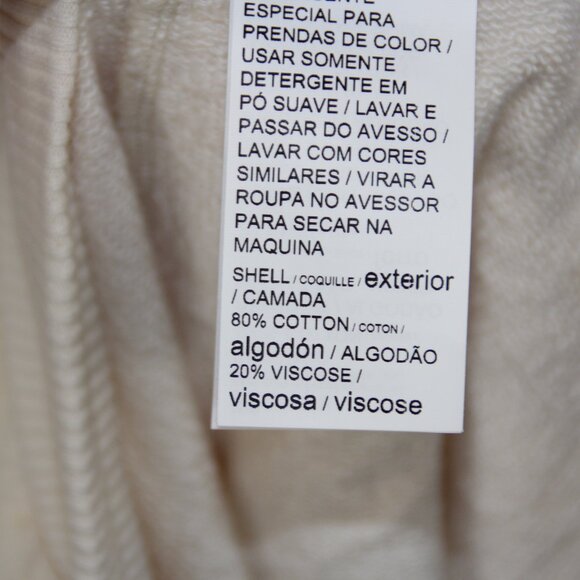 ESPECIAL PARA
PRENDAS DE COLOR /
USAR SOMENTE
DETERGENTE EM
PÓ SUAVE / LAVAR E
PASSAR DO AVESSO /
LAVAR COM CORES
SIMILARES / VIRAR A
ROUPA NO AVESSOR
PARA SECAR NA
MAQUINA
SHELL / COQUILLE / exterior
/ CAMADA
80% COTTON / COTON /
algodón / ALGODÃO
20% VISCOSE /
viscosa / viscose